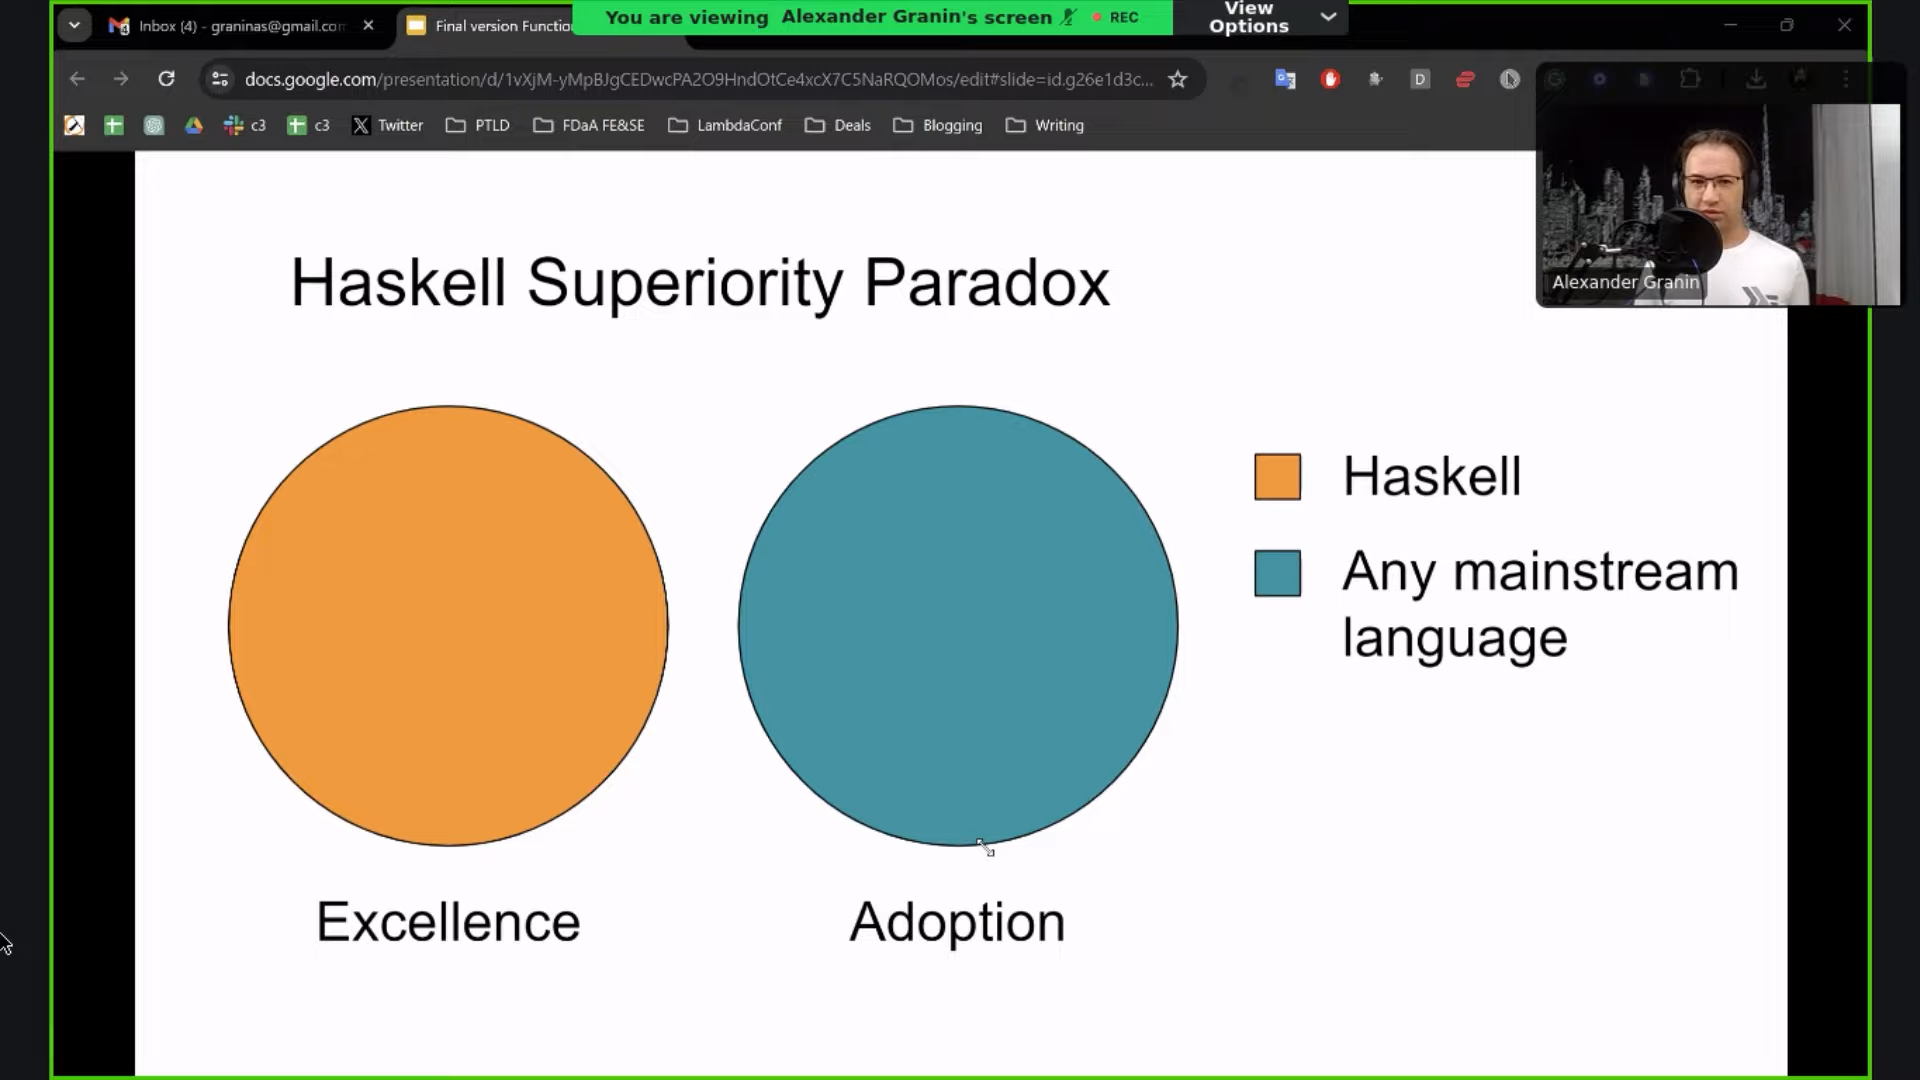 Inbox (4) - graninas@gmail.co
Final version Functio
You are viewing Alexander Granin's screen
REC
View
Options
docs.google.com/presentation/d/1vXjM-yMpBJgCEDwcPA2O9HndOtCe4xcX7C5NaRQOMos/edit#slide=id.g26e1d3c...
D
c3
c3
Twitter
PTLD
FDaA FE&SE
LambdaConf
Deals
Blogging
Writing
Alexander Granin
Haskell Superiority Paradox
Haskell
Any mainstream
language
Excellence
Adoption